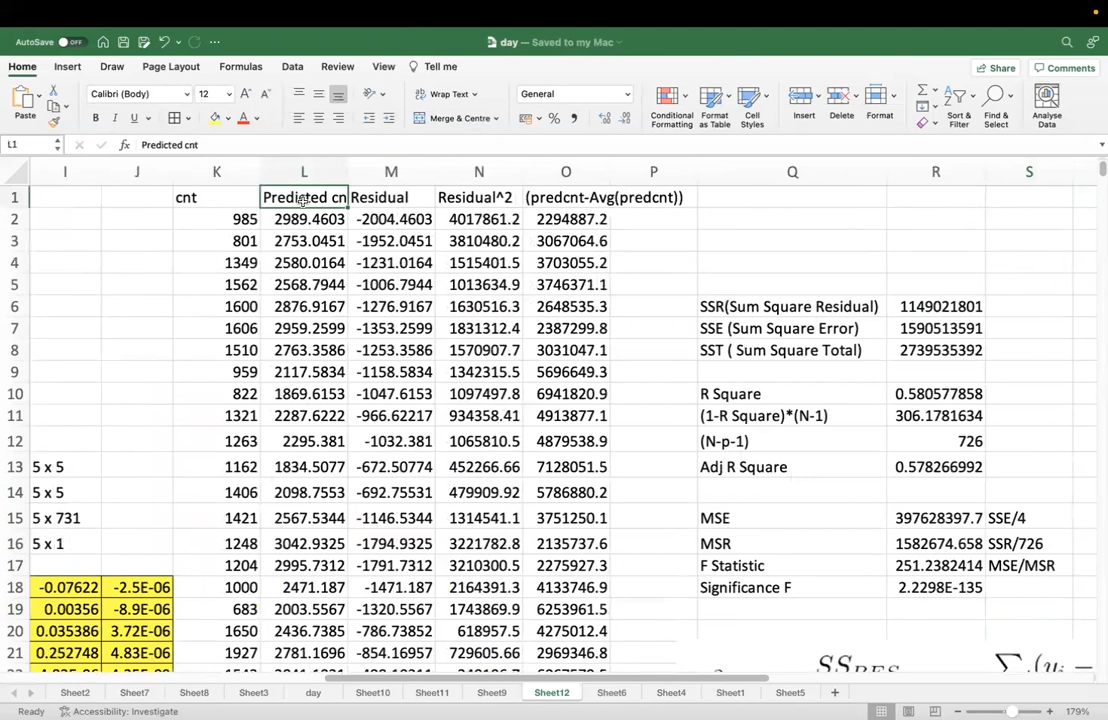 AutoSave OFF day — Saved to my Mac
Home Insert Draw Page Layout Formulas Data Review View Tell me Share Comments
Paste Calibri (Body) 12 A A Wrap Text General Conditional Formatting Format as Table Cell Styles Insert Delete Format Sort & Filter Find & Select Analyse Data
B I U A Merge & Centre
L1 fx Predicted cnt
I J K L M N O P Q R S
1 cnt Predicted cn Residual Residual^2 (predcnt-Avg(predcnt))
2 985 2989.4603 -2004.4603 4017861.2 2294887.2
3 801 2753.0451 -1952.0451 3810480.2 3067064.6
4 1349 2580.0164 -1231.0164 1515401.5 3703055.2
5 1562 2568.7944 -1006.7944 1013634.9 3746371.1
6 1600 2876.9167 -1276.9167 1630516.3 2648535.3 SSR(Sum Square Residual) 1149021801
7 1606 2959.2599 -1353.2599 1831312.4 2387299.8 SSE (Sum Square Error) 1590513591
8 1510 2763.3586 -1253.3586 1570907.7 3031047.1 SST ( Sum Square Total) 2739535392
9 959 2117.5834 -1158.5834 1342315.5 5696649.3
10 822 1869.6153 -1047.6153 1097497.8 6941820.9 R Square 0.580577858
11 1321 2287.6222 -966.62217 934358.41 4913877.1 (1-R Square)*(N-1) 306.1781634
12 1263 2295.381 -1032.381 1065810.5 4879538.9 (N-p-1) 726
13 5 x 5 1162 1834.5077 -672.50774 452266.66 7128051.5 Adj R Square 0.578266992
14 5 x 5 1406 2098.7553 -692.75531 479909.92 5786880.2
15 5 x 731 1421 2567.5344 -1146.5344 1314541.1 3751250.1 MSE 397628397.7 SSE/4
16 5 x 1 1248 3042.9325 -1794.9325 3221782.8 2135737.6 MSR 1582674.658 SSR/726
17 1204 2995.7312 -1791.7312 3210300.5 2275927.3 F Statistic 251.2382414 MSE/MSR
18 -0.07622 -2.5E-06 1000 2471.187 -1471.187 2164391.3 4133746.9 Significance F 2.2298E-135
19 0.00356 -8.9E-06 683 2003.5567 -1320.5567 1743869.9 6253961.5
20 0.035386 3.72E-06 1650 2436.7385 -786.73852 618957.5 4275012.4
21 0.252748 4.83E-06 1927 2781.1696 -854.16957 729605.66 2969346.8
Sheet2 Sheet7 Sheet8 Sheet3 day Sheet10 Sheet11 Sheet9 Sheet12 Sheet6 Sheet4 Sheet1 Sheet5
Ready Accessibility: Investigate 179%